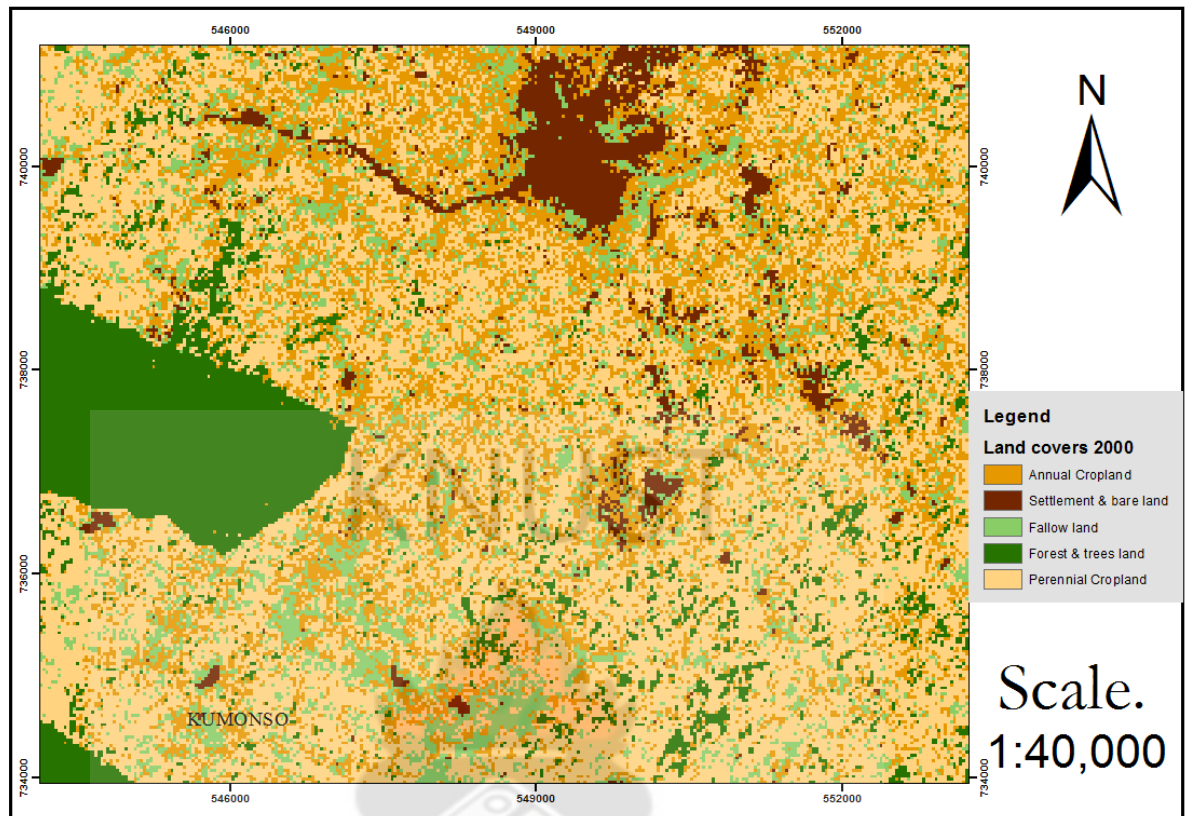 546000 549000 552000
N
740000 740000
738000 738000
Legend
Land covers 2000
Annual Cropland
Settlement & bare land
Fallow land
Forest & trees land
Perennial Cropland
KNUST
736000
KUMONSO
Scale.
1:40,000
734000 734000
546000 549000 552000